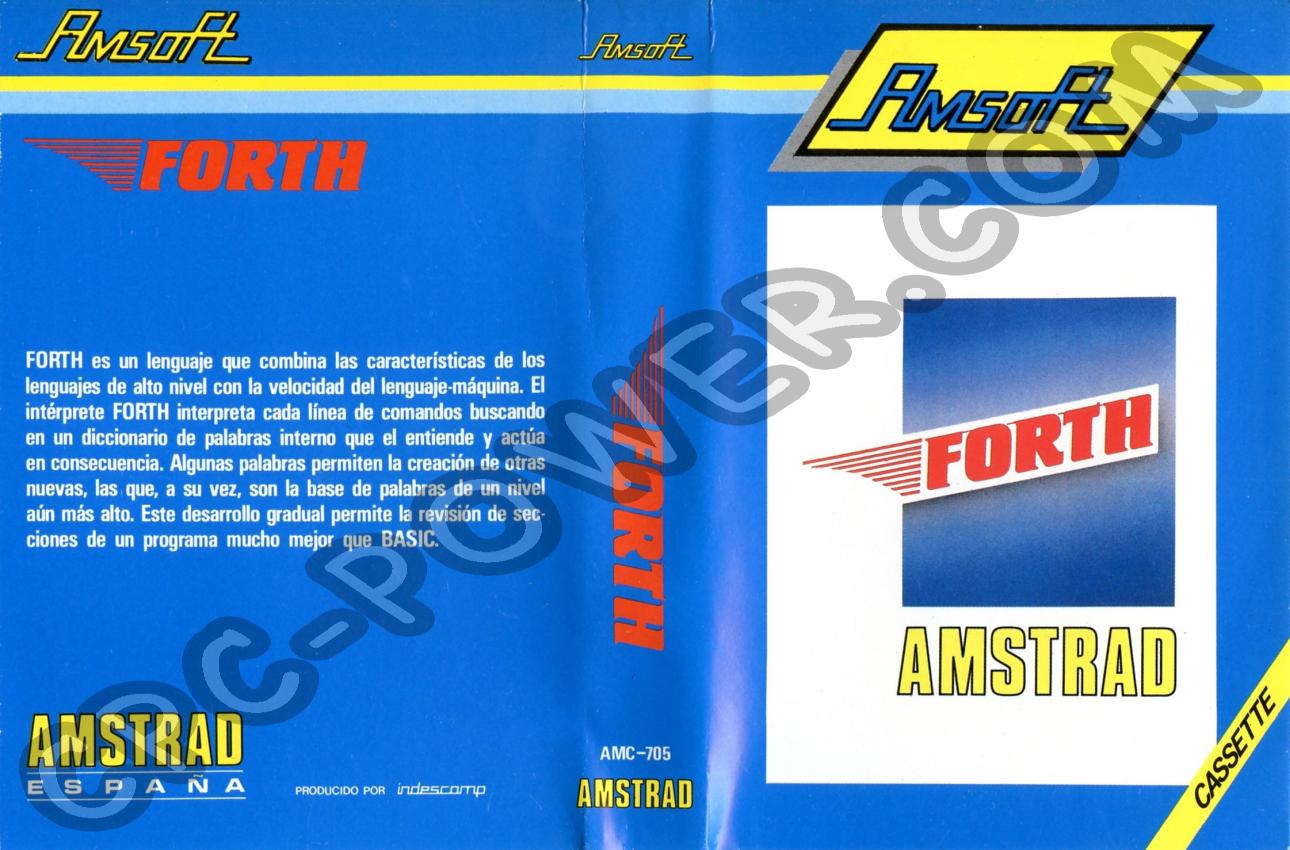 Amsoft
FORTH
FORTH es un lenguaje que combina las características de los
lenguajes de alto nivel con la velocidad del lenguaje-máquina. El
intérprete FORTH interpreta cada línea de comandos buscando
en un diccionario de palabras interno que el entiende y actúa
en consecuencia. Algunas palabras permiten la creación de otras
nuevas, las que, a su vez, son la base de palabras de un nivel
aún más alto. Este desarrollo gradual permite la revisión de sec-
ciones de un programa mucho mejor que BASIC.
AMSTRAD
ESPAÑA
PRODUCIDO POR indescomp
Amsoft
FORTH
AMC-705
AMSTRAD
Amsoft
FORTH
AMSTRAD
CASSETTE
CPC-POWER.COM